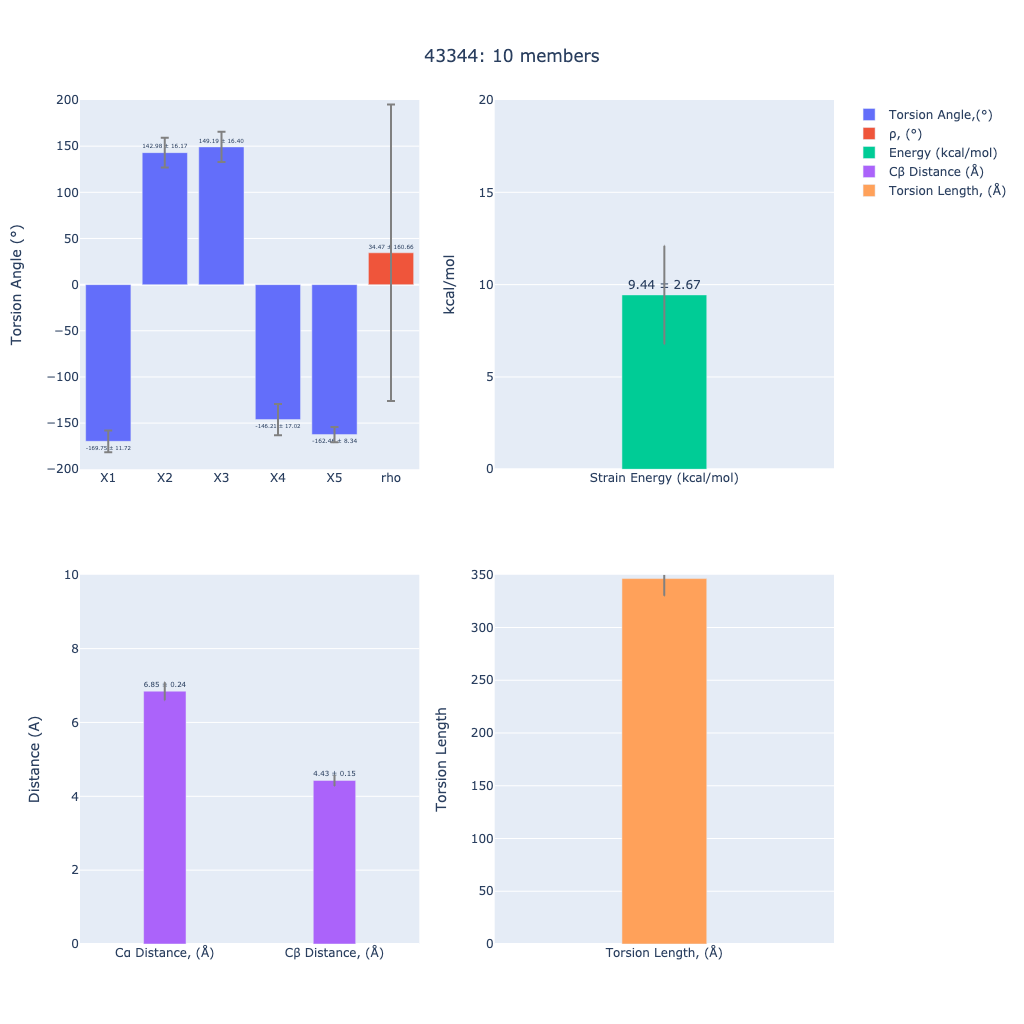 43344: 10 members
Torsion Angle (°)
200
150
100
50
0
−50
−100
−150
−200
-169.75 ± 11.72
142.98 ± 16.17
149.19 ± 16.40
-146.21 ± 17.02
± 8.34
34.47 ± 160.66
X1 X2 X3 X4 X5 rho
kcal/mol
20
15
10
5
0
9.44 ± 2.67
Strain Energy (kcal/mol)
Torsion Angle,(°)
ρ, (°)
Energy (kcal/mol)
Cβ Distance (Å)
Torsion Length, (Å)
Distance (A)
10
8
6
4
2
0
6.85 ± 0.24
4.43 ± 0.15
Cα Distance, (Å) Cβ Distance, (Å)
Torsion Length
350
300
250
200
150
100
50
0
Torsion Length, (Å)